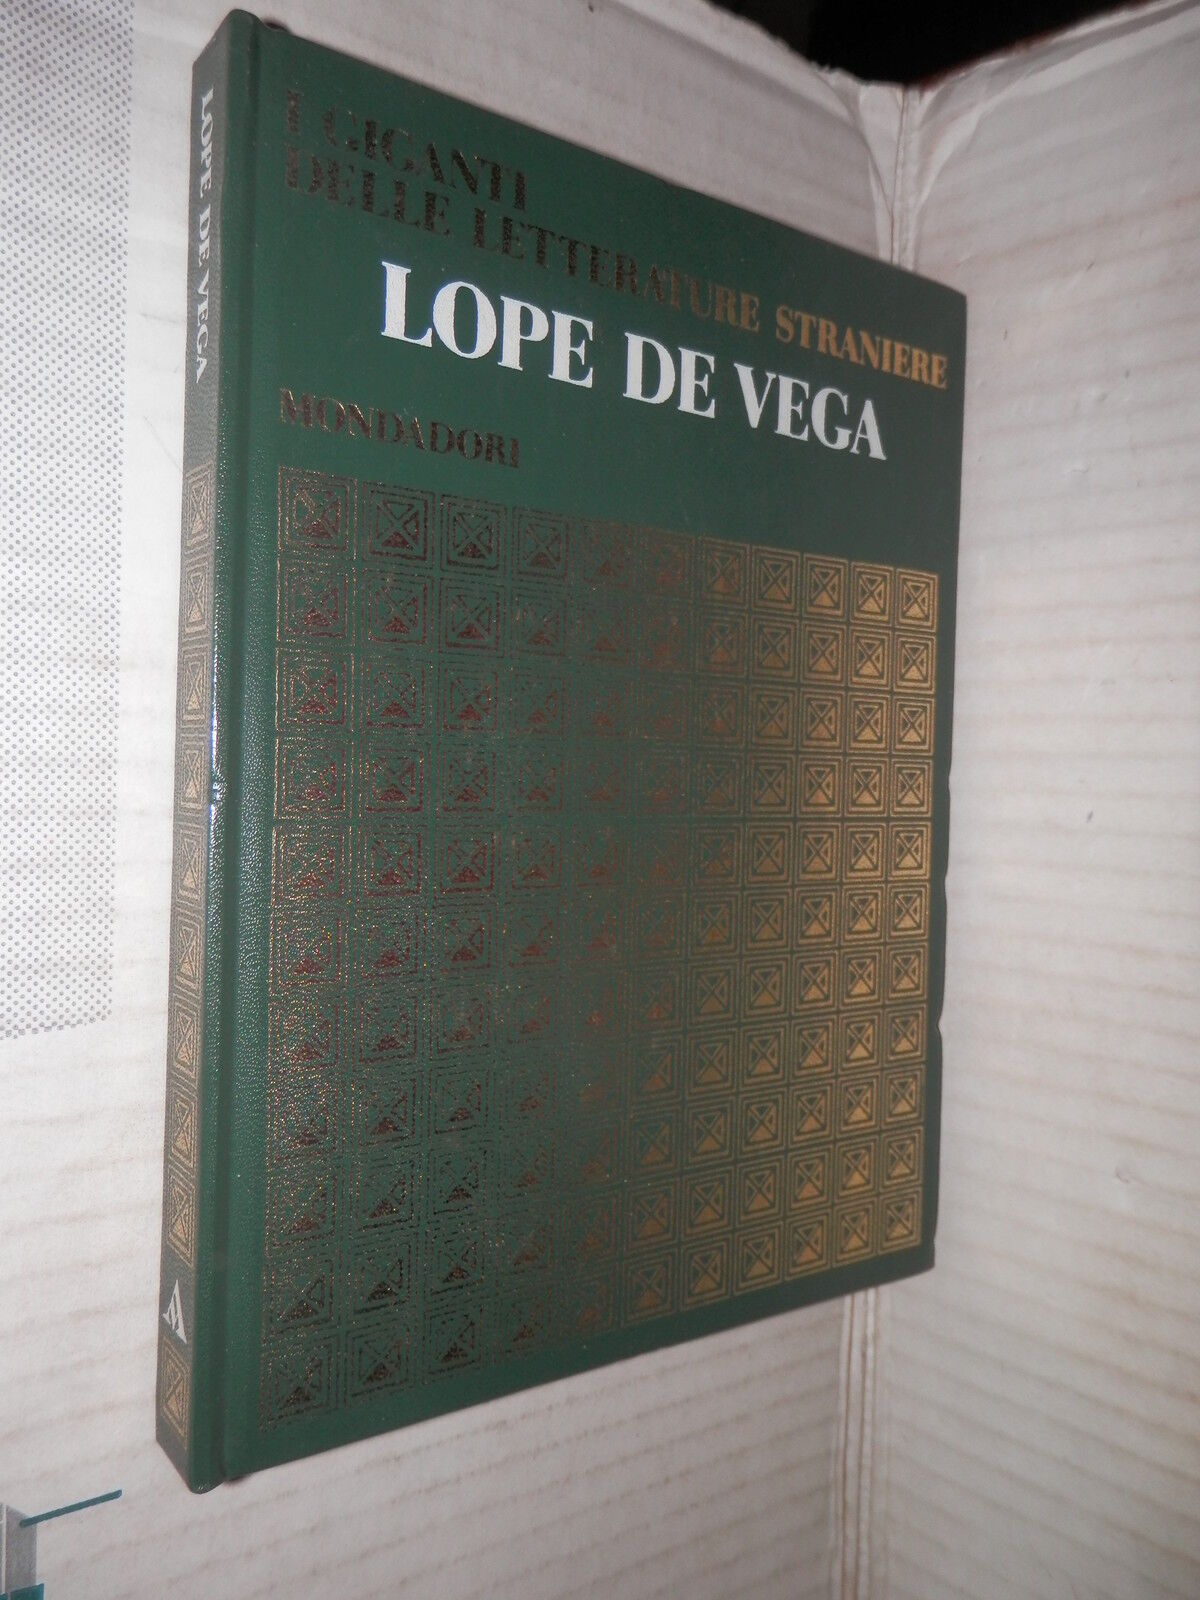 I GIGANTI
DELLE LETTERATURE STRANIERE
LOPE DE VEGA
MONDADORI
LOPE DE VEGA